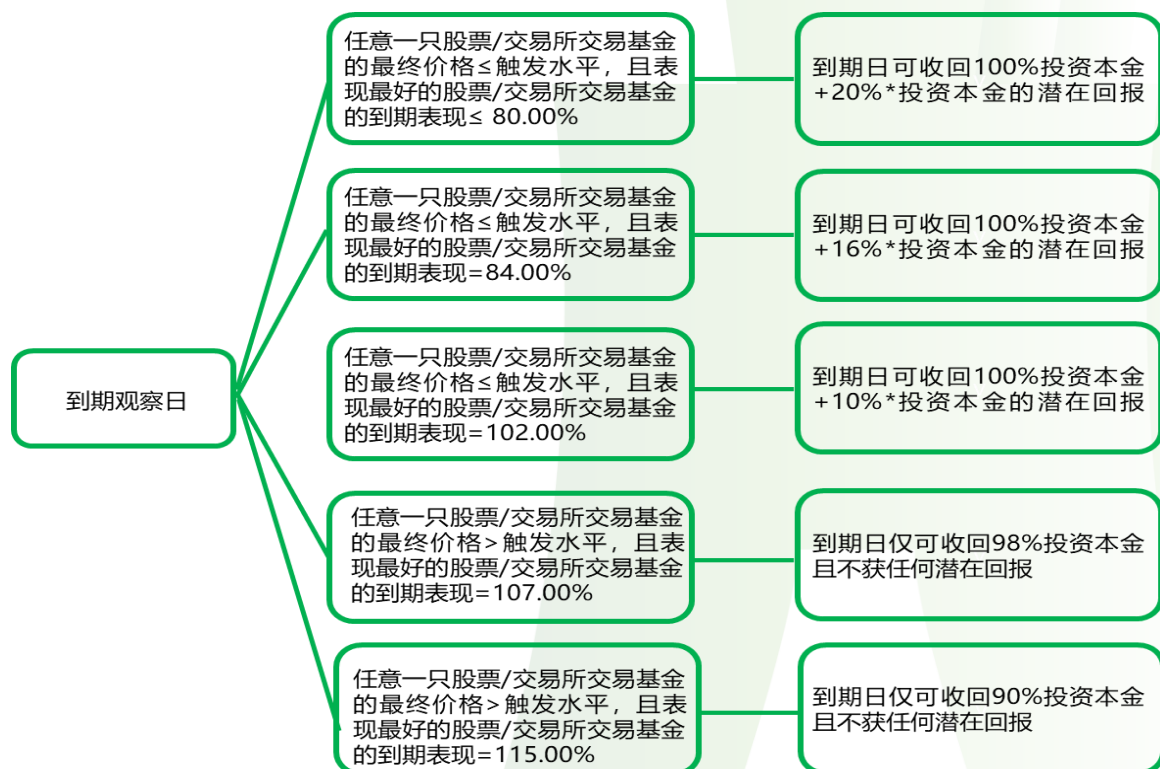 任意一只股票/交易所交易基金
的最终价格≤触发水平，且表
现最好的股票/交易所交易基金
的到期表现≤ 80.00%
到期日可收回100%投资本金
+20%*投资本金的潜在回报
任意一只股票/交易所交易基金
的最终价格≤触发水平，且表
现最好的股票/交易所交易基金
的到期表现=84.00%
到期日可收回100%投资本金
+16%*投资本金的潜在回报
到期观察日
任意一只股票/交易所交易基金
的最终价格≤触发水平，且表
现最好的股票/交易所交易基金
的到期表现=102.00%
到期日可收回100%投资本金
+10%*投资本金的潜在回报
任意一只股票/交易所交易基金
的最终价格>触发水平，且表
现最好的股票/交易所交易基金
的到期表现=107.00%
到期日仅可收回98%投资本金
且不获任何潜在回报
任意一只股票/交易所交易基金
的最终价格>触发水平，且表
现最好的股票/交易所交易基金
的到期表现=115.00%
到期日仅可收回90%投资本金
且不获任何潜在回报